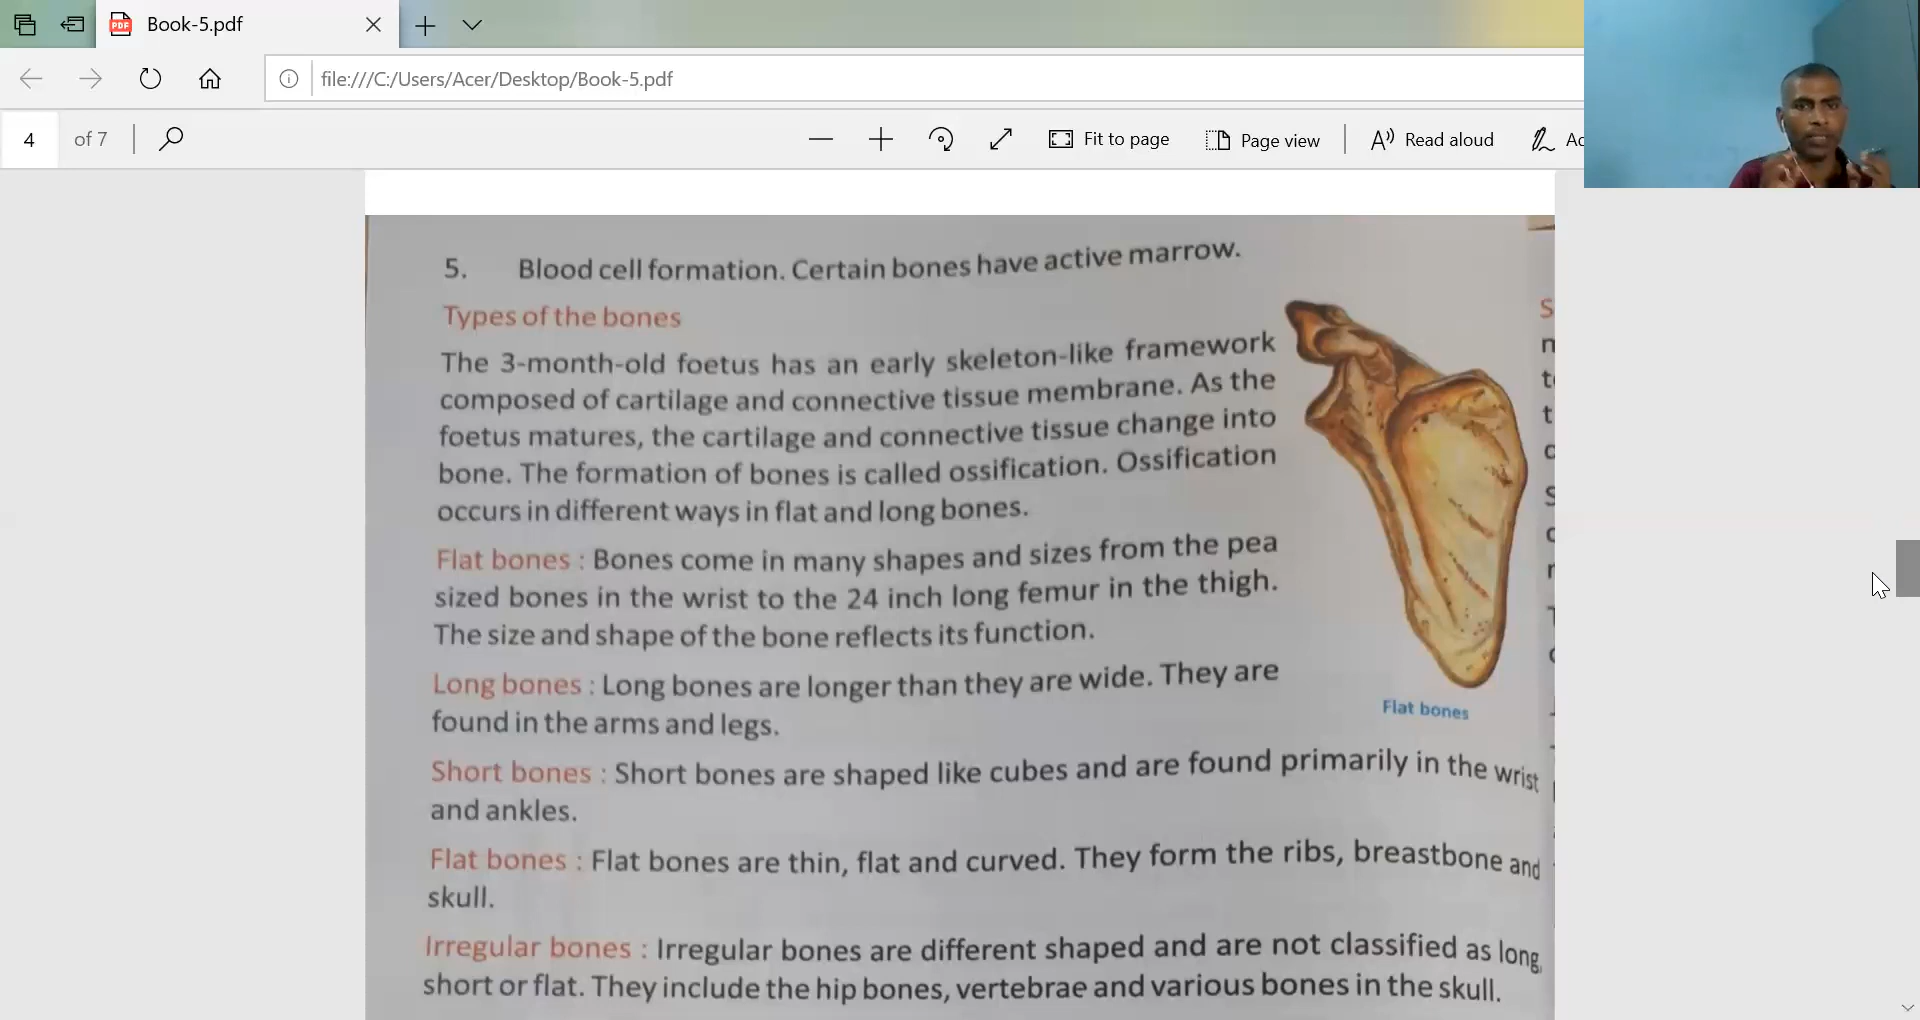 Book-5.pdf
file:///C:/Users/Acer/Desktop/Book-5.pdf
4 of 7
Fit to page
Page view
Read aloud
5. Blood cell formation. Certain bones have active marrow.
Types of the bones
The 3-month-old foetus has an early skeleton-like framework
composed of cartilage and connective tissue membrane. As the
foetus matures, the cartilage and connective tissue change into
bone. The formation of bones is called ossification. Ossification
occurs in different ways in flat and long bones.
Flat bones : Bones come in many shapes and sizes from the pea
sized bones in the wrist to the 24 inch long femur in the thigh.
The size and shape of the bone reflects its function.
Long bones : Long bones are longer than they are wide. They are
found in the arms and legs.
Flat bones
Short bones : Short bones are shaped like cubes and are found primarily in the wrist
and ankles.
Flat bones : Flat bones are thin, flat and curved. They form the ribs, breastbone and
skull.
Irregular bones : Irregular bones are different shaped and are not classified as long,
short or flat. They include the hip bones, vertebrae and various bones in the skull.